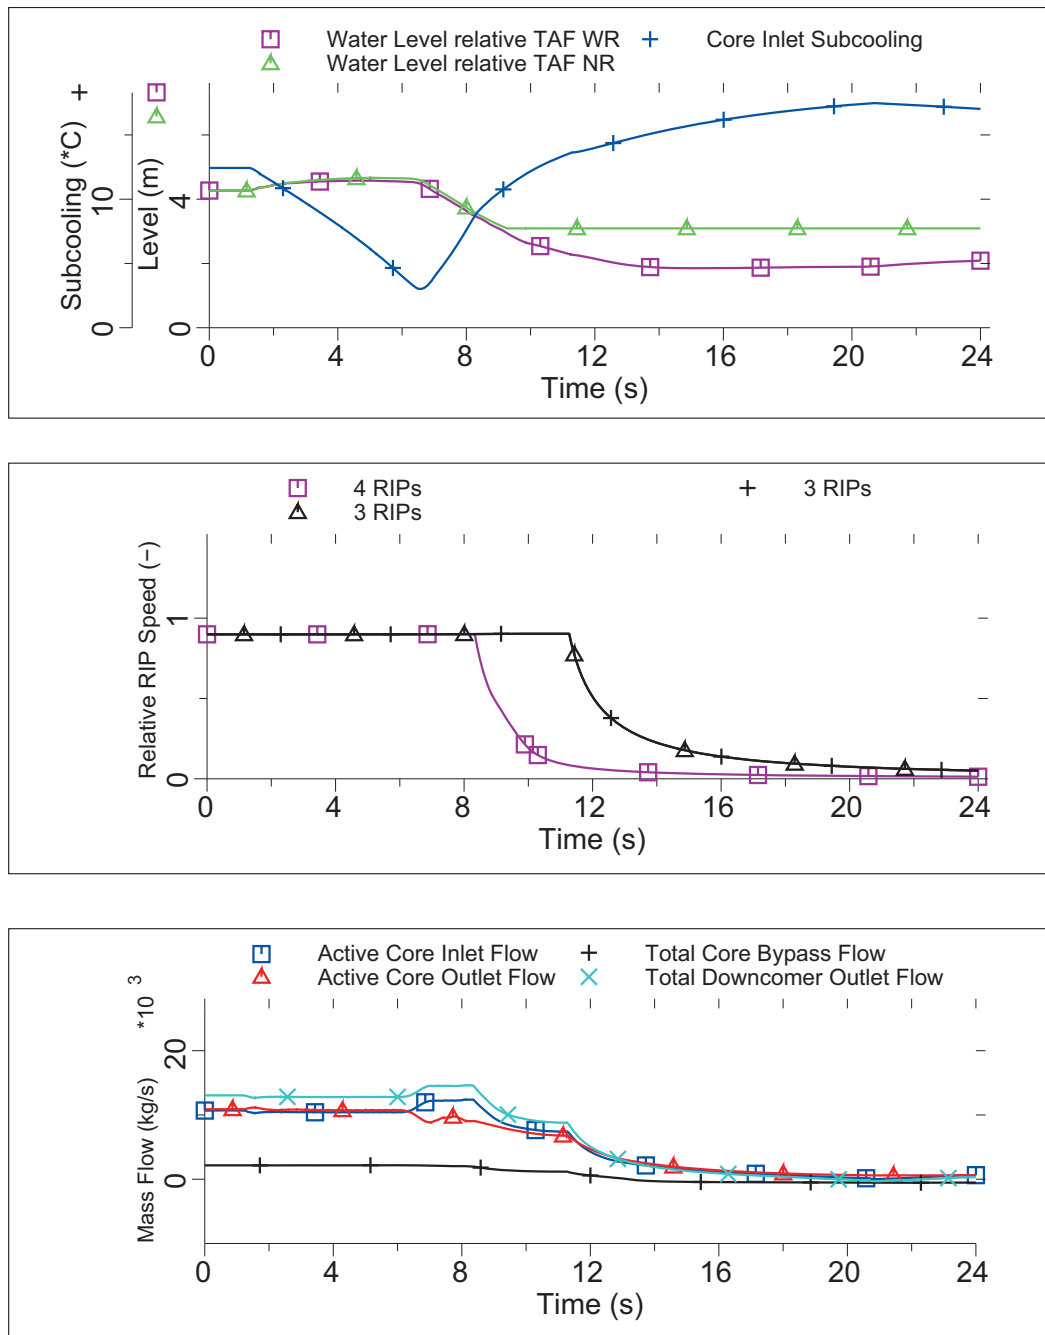 Water Level relative TAF WR
Core Inlet Subcooling
Water Level relative TAF NR
Subcooling (*C)
Level (m)
10
0
4
0
0 4 8 12 16 20 24
Time (s)
4 RIPs
3 RIPs
3 RIPs
Relative RIP Speed (−)
1
0
0 4 8 12 16 20 24
Time (s)
Active Core Inlet Flow
Total Core Bypass Flow
Active Core Outlet Flow
Total Downcomer Outlet Flow
Mass Flow (kg/s) *10 3
20
0
0 4 8 12 16 20 24
Time (s)